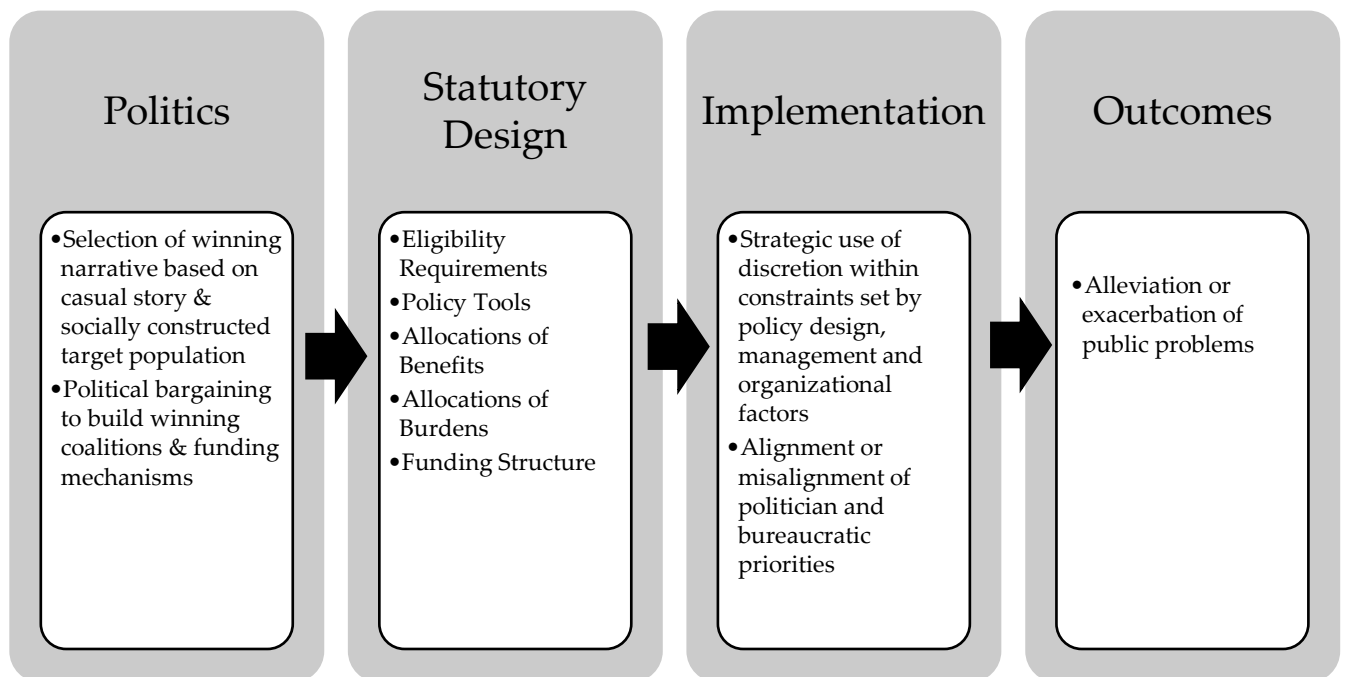 Politics
•Selection of winning
narrative based on
casual story &
socially constructed
target population
•Political bargaining
to build winning
coalitions & funding
mechanisms
Statutory
Design
•Eligibility
Requirements
•Policy Tools
•Allocations of
Benefits
•Allocations of
Burdens
•Funding Structure
Implementation
•Strategic use of
discretion within
constraints set by
policy design,
management and
organizational
factors
•Alignment or
misalignment of
politician and
bureaucratic
priorities
Outcomes
•Alleviation or
exacerbation of
public problems